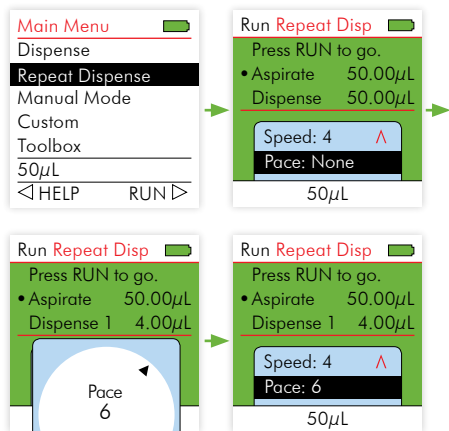 Main Menu
Dispense
Repeat Dispense
Manual Mode
Custom
Toolbox
50µL
HELP RUN
Run Repeat Disp
Press RUN to go.
•Aspirate 50.00µL
Dispense 50.00µL
Speed: 4
Pace: None
50µL
Run Repeat Disp
Press RUN to go.
•Aspirate 50.00µL
Dispense 1 4.00µL
Pace
6
Run Repeat Disp
Press RUN to go.
•Aspirate 50.00µL
Dispense 1 4.00µL
Speed: 4
Pace: 6
50µL